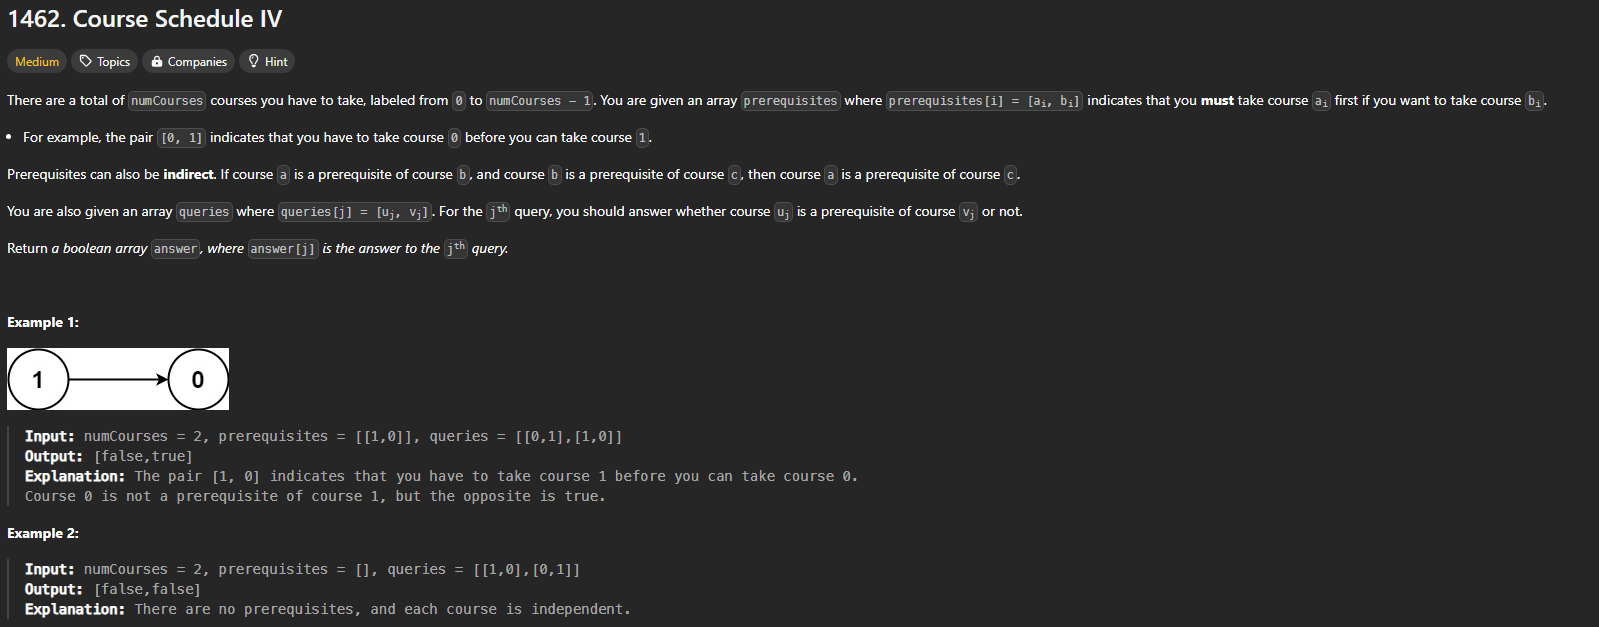 1462. Course Schedule IV
Medium Topics Companies Hint
There are a total of numCourses courses you have to take, labeled from 0 to numCourses - 1. You are given an array prerequisites where prerequisites[i] = [aᵢ, bᵢ] indicates that you must take course aᵢ first if you want to take course bᵢ.
• For example, the pair [0, 1] indicates that you have to take course 0 before you can take course 1.
Prerequisites can also be indirect. If course a is a prerequisite of course b, and course b is a prerequisite of course c, then course a is a prerequisite of course c.
You are also given an array queries where queries[j] = [uⱼ, vⱼ]. For the jᵗʰ query, you should answer whether course uⱼ is a prerequisite of course vⱼ or not.
Return a boolean array answer, where answer[j] is the answer to the jᵗʰ query.
Example 1:
1 0
Input: numCourses = 2, prerequisites = [[1,0]], queries = [[0,1],[1,0]]
Output: [false,true]
Explanation: The pair [1, 0] indicates that you have to take course 1 before you can take course 0.
Course 0 is not a prerequisite of course 1, but the opposite is true.
Example 2:
Input: numCourses = 2, prerequisites = [], queries = [[1,0],[0,1]]
Output: [false,false]
Explanation: There are no prerequisites, and each course is independent.